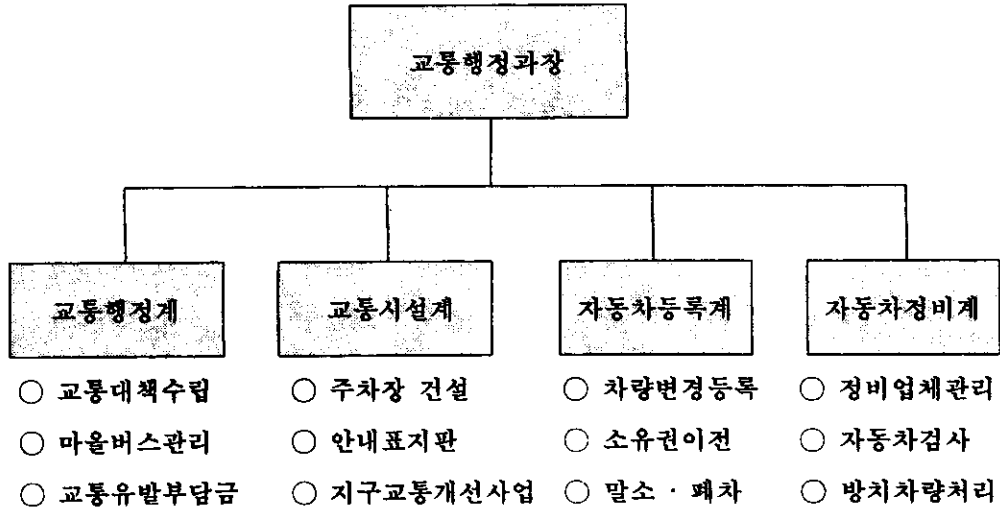 교통행정과장
교통행정계
교통시설계
자동차등록계
자동차정비계
○ 교통대책수립
○ 주차장 건설
○ 차량변경등록
○ 정비업체관리
○ 마을버스관리
○ 안내표지판
○ 소유권이전
○ 자동차검사
○ 교통유발부담금
○ 지구교통개선사업
○ 말소 · 폐차
○ 방치차량처리